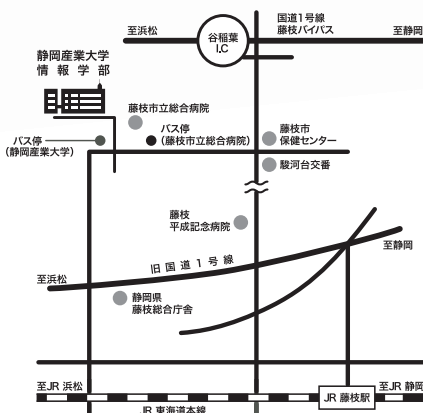 至浜松
谷稲葉
I.C
国道1号線
藤枝バイパス
至静岡
静岡産業大学
情報学部
藤枝市立総合病院
バス停
(静岡産業大学)
バス停
(藤枝市立総合病院)
藤枝市
保健センター
駿河台交番
藤枝
平成記念病院
旧国道1号線
至静岡
至浜松
静岡県
藤枝総合庁舎
至JR 浜松
JR 東海道本線
JR 藤枝駅
至JR 静岡